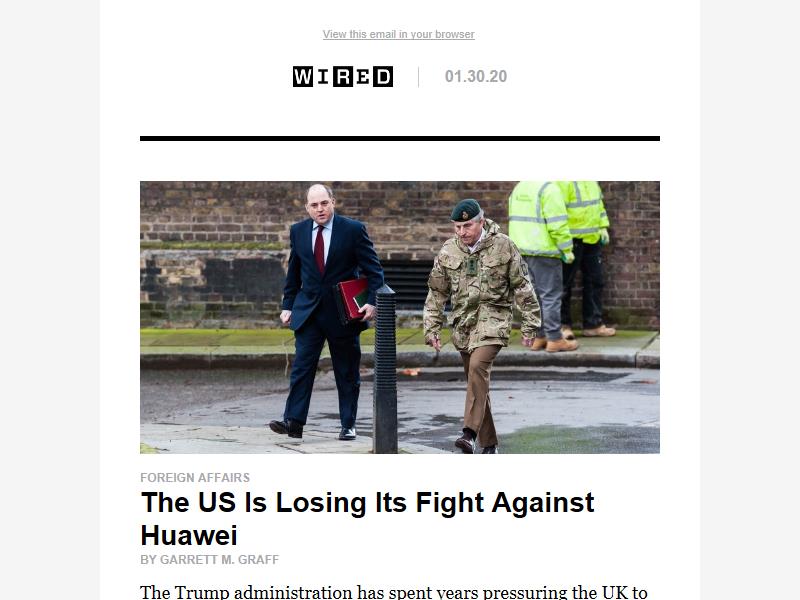 View this email in your browser
WIRED
01.30.20
FOREIGN AFFAIRS
The US Is Losing Its Fight Against
Huawei
BY GARRETT M. GRAFF
The Trump administration has spent years pressuring the UK to